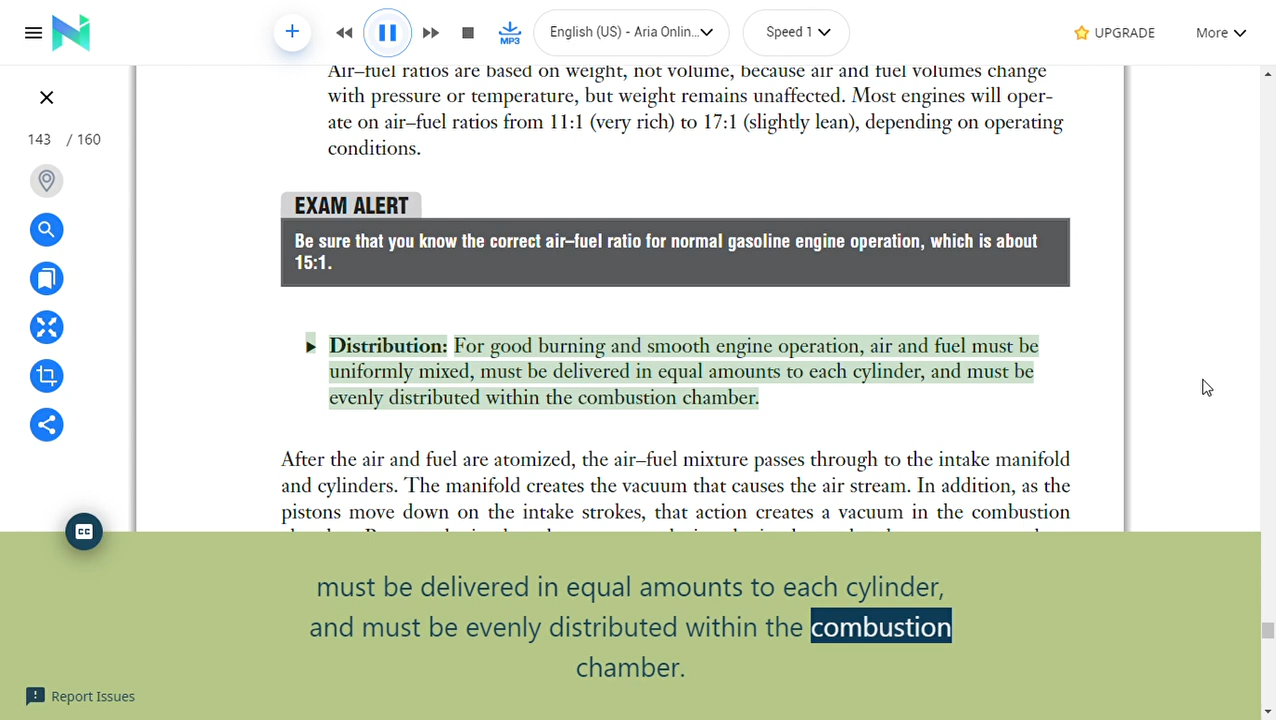 MP3
English (US) - Aria Onlin...
Speed 1
UPGRADE
More
143 / 160
Air–fuel ratios are based on weight, not volume, because air and fuel volumes change
with pressure or temperature, but weight remains unaffected. Most engines will oper-
ate on air–fuel ratios from 11:1 (very rich) to 17:1 (slightly lean), depending on operating
conditions.
EXAM ALERT
Be sure that you know the correct air–fuel ratio for normal gasoline engine operation, which is about
15:1.
Distribution: For good burning and smooth engine operation, air and fuel must be
uniformly mixed, must be delivered in equal amounts to each cylinder, and must be
evenly distributed within the combustion chamber.
After the air and fuel are atomized, the air–fuel mixture passes through to the intake manifold
and cylinders. The manifold creates the vacuum that causes the air stream. In addition, as the
pistons move down on the intake strokes, that action creates a vacuum in the combustion
CC
must be delivered in equal amounts to each cylinder,
and must be evenly distributed within the combustion
chamber.
Report Issues